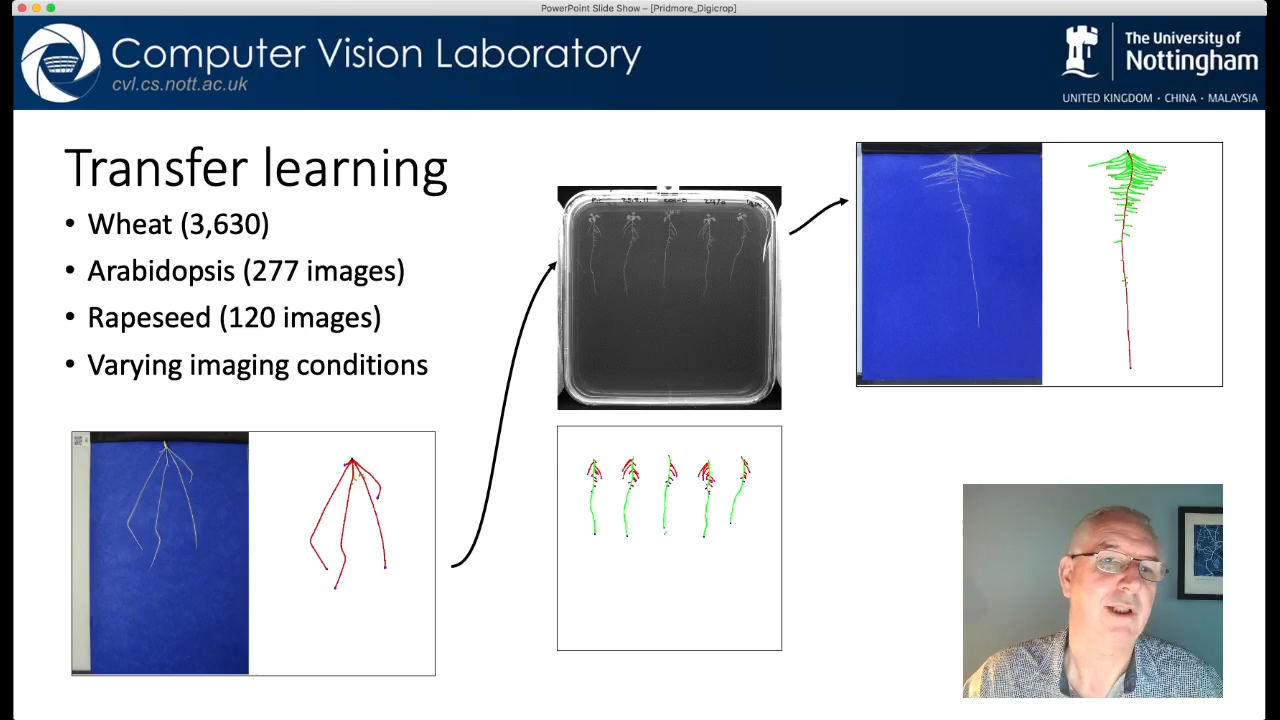 PowerPoint Slide Show – [Pridmore_Digicrop]
Computer Vision Laboratory
cvl.cs.nott.ac.uk
The University of
Nottingham
UNITED KINGDOM · CHINA · MALAYSIA
Transfer learning
• Wheat (3,630)
• Arabidopsis (277 images)
• Rapeseed (120 images)
• Varying imaging conditions